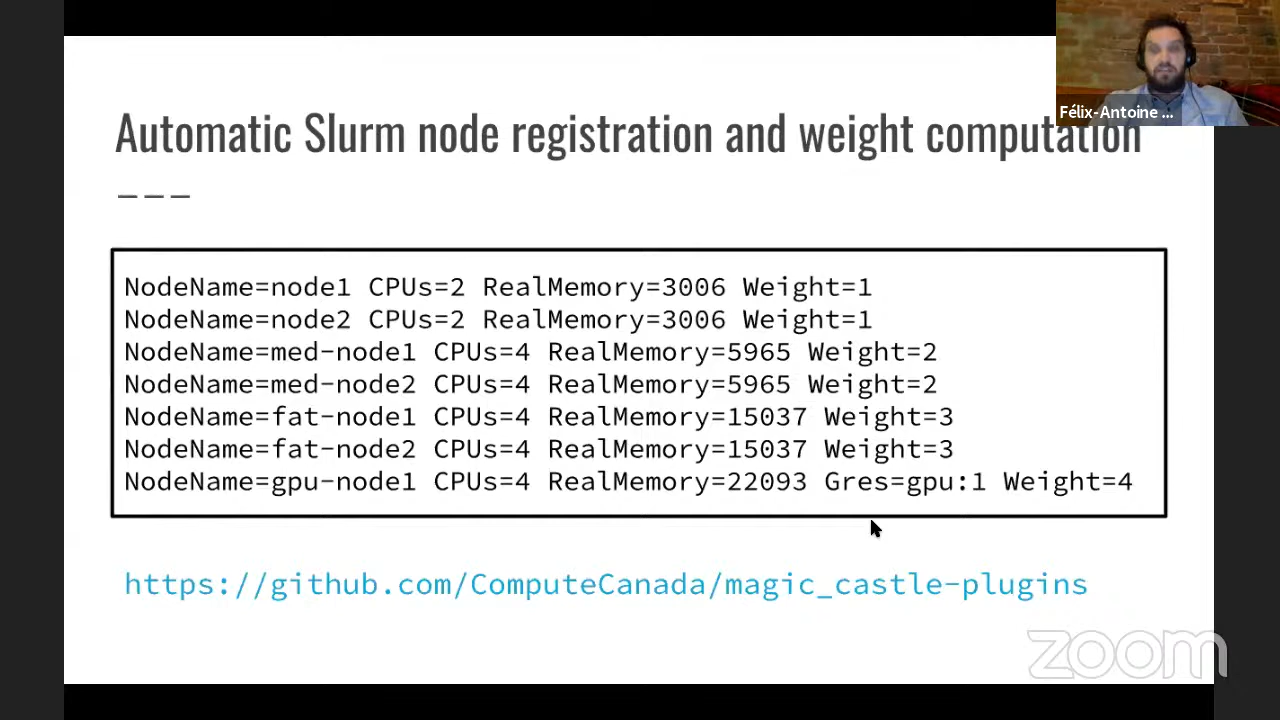 Félix-Antoine ...
Automatic Slurm node registration and weight computation
NodeName=node1 CPUs=2 RealMemory=3006 Weight=1
NodeName=node2 CPUs=2 RealMemory=3006 Weight=1
NodeName=med-node1 CPUs=4 RealMemory=5965 Weight=2
NodeName=med-node2 CPUs=4 RealMemory=5965 Weight=2
NodeName=fat-node1 CPUs=4 RealMemory=15037 Weight=3
NodeName=fat-node2 CPUs=4 RealMemory=15037 Weight=3
NodeName=gpu-node1 CPUs=4 RealMemory=22093 Gres=gpu:1 Weight=4
https://github.com/ComputeCanada/magic_castle-plugins
zoom